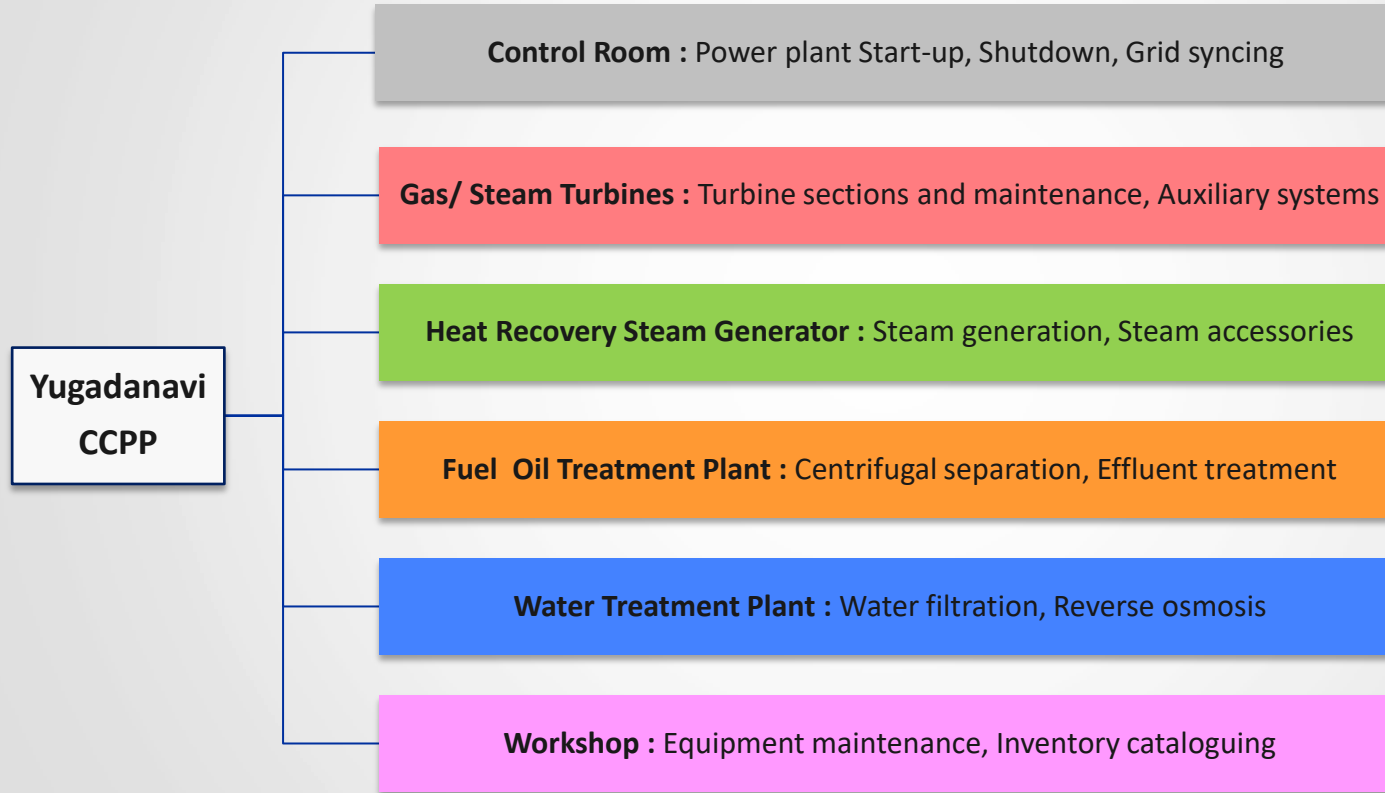 Control Room : Power plant Start-up, Shutdown, Grid syncing
Gas/ Steam Turbines : Turbine sections and maintenance, Auxiliary systems
Heat Recovery Steam Generator : Steam generation, Steam accessories
Yugadanavi
CCPP
Fuel  Oil Treatment Plant : Centrifugal separation, Effluent treatment
Water Treatment Plant : Water filtration, Reverse osmosis
Workshop : Equipment maintenance, Inventory cataloguing